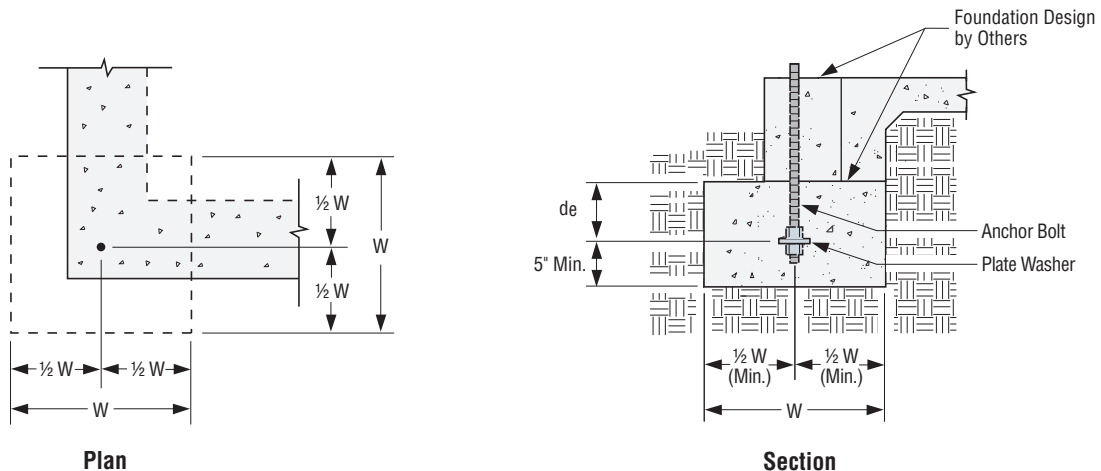 Foundation Design
by Others
½ W
W
½ W
½ W
½ W
W
Plan
de
5" Min.
Anchor Bolt
Plate Washer
½ W
(Min.)
½ W
(Min.)
W
Section